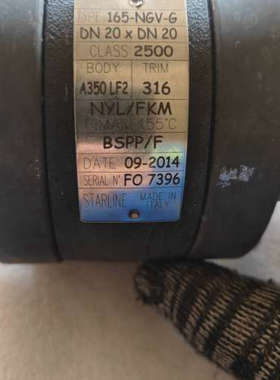 165-NGV-G
DN 20 x DN 20
CLASS 2500
BODY TRIM
A350 LF2 316
NYL/FKM
155°C
BSPP/F
DATE 09-2014
SERIAL N° FO 7396
STARLINE MADE IN ITALY